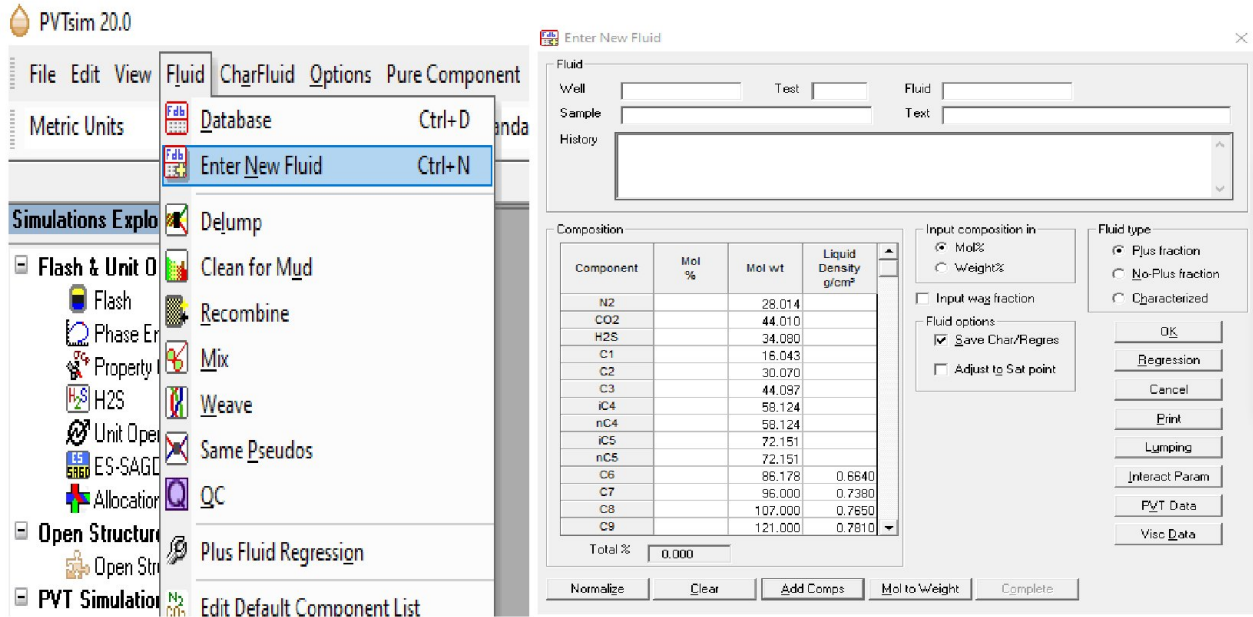 PVTsim 20.0
File Edit View Fluid CharFluid Options Pure Component
Metric Units
Database Ctrl+D
Enter New Fluid Ctrl+N
Delump
Clean for Mud
Recombine
Mix
Weave
Same Pseudos
QC
Plus Fluid Regression
Edit Default Component List
Simulations Explo
Flash & Unit O
Flash
Phase Er
Property
H2S
Unit Oper
ES-SAGD
Allocation
Open Structure
Open Stru
PVT Simulation
Enter New Fluid
Fluid
Well Test Fluid
Sample Text
History
Composition
Component Mol % Mol wt Liquid Density g/cm³
N2 28.014
CO2 44.010
H2S 34.080
C1 16.043
C2 30.070
C3 44.097
iC4 58.124
nC4 58.124
iC5 72.151
nC5 72.151
C6 86.178 0.6640
C7 96.000 0.7380
C8 107.000 0.7650
C9 121.000 0.7810
Total % 0.000
Input composition in
Mol%
Weight%
Input wax fraction
Fluid options
Save Char/Regres
Adjust to Sat point
Fluid type
Plus fraction
No-Plus fraction
Characterized
OK
Regression
Cancel
Print
Lumping
Interact Param
PVT Data
Visc Data
Normalize Clear Add Comps Mol to Weight Complete